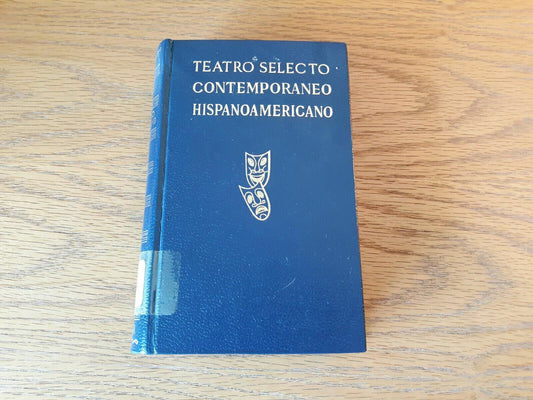 TEATRO SELECTO
CONTEMPORANEO
HISPANOAMERICANO